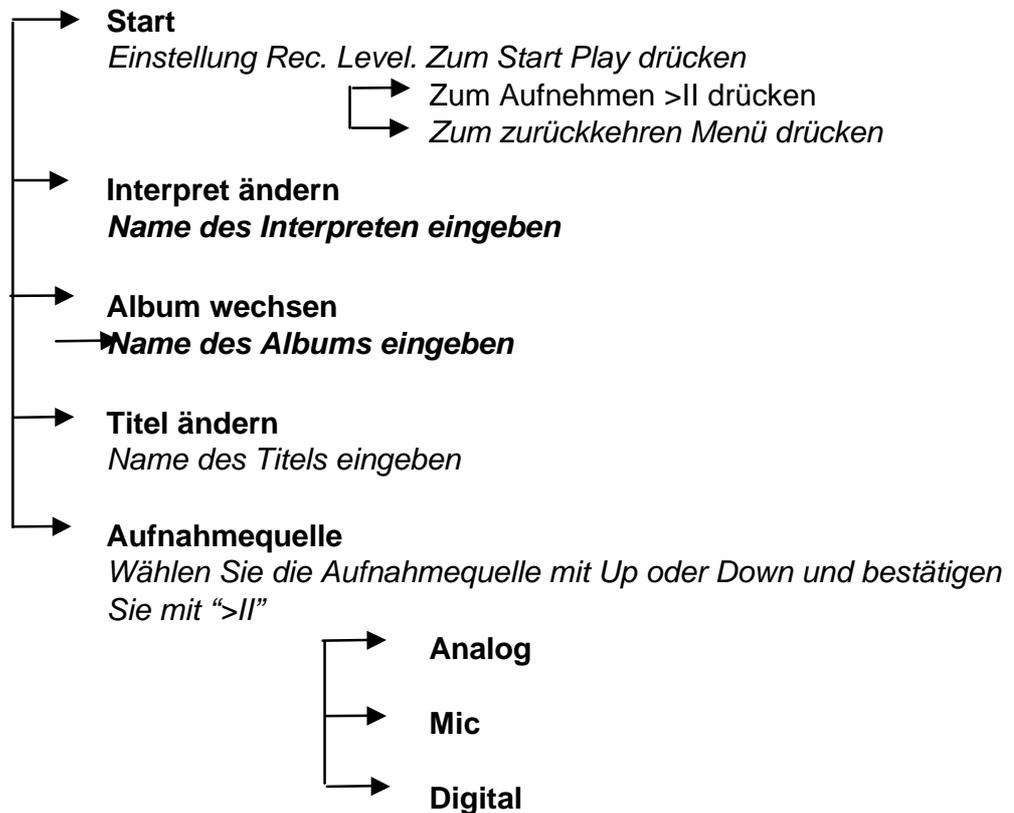 Start
Einstellung Rec. Level. Zum Start Play drücken
Zum Aufnehmen >II drücken
Zum zurückkehren Menü drücken
Interpret ändern
Name des Interpreten eingeben
Album wechsen
Name des Albums eingeben
Titel ändern
Name des Titels eingeben
Aufnahmequelle
Wählen Sie die Aufnahmequelle mit Up oder Down und bestätigen
Sie mit “>II”
Analog
Mic
Digital